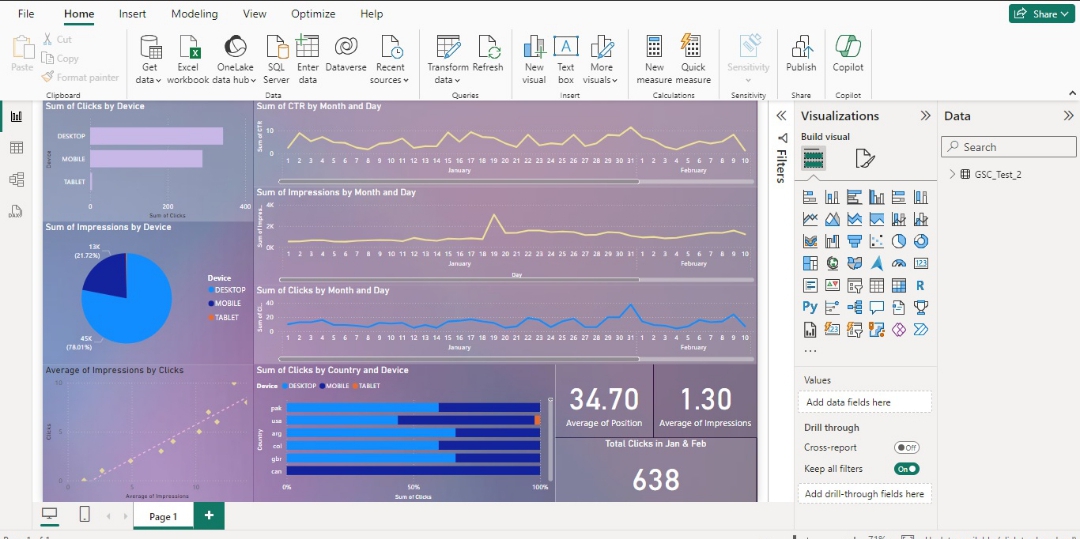 File Home Insert Modeling View Optimize Help Share
Paste Cut
Copy
Format painter
Get data Excel workbook OneLake data hub SQL Server Enter data Dataverse Recent sources Transform data Refresh New visual Text box More visuals New measure Quick measure Sensitivity Publish Copilot
Clipboard Data Queries Insert Calculations Sensitivity Share Copilot
Sum of Clicks by Device
Device
DESKTOP
MOBILE
TABLET
0 200 400
Sum of Clicks
Sum of Impressions by Device
13K
(21.72%)
45K
(78.01%)
Device
DESKTOP
MOBILE
TABLET
Average of Impressions by Clicks
Clicks
10
5
0
0 5 10
Average of Impressions
Sum of CTR by Month and Day
Sum of CTR
10
0
1 2 3 4 5 6 7 8 9 10 11 12 13 14 15 16 17 18 19 20 21 22 23 24 25 26 27 28 29 30 31 1 2 3 4 5 6 7 8 9 10
January February
Sum of Impressions by Month and Day
Sum of Impres...
4K
2K
0K
1 2 3 4 5 6 7 8 9 10 11 12 13 14 15 16 17 18 19 20 21 22 23 24 25 26 27 28 29 30 31 1 2 3 4 5 6 7 8 9 10
January February
Day
Sum of Clicks by Month and Day
Sum of Cl...
40
20
0
1 2 3 4 5 6 7 8 9 10 11 12 13 14 15 16 17 18 19 20 21 22 23 24 25 26 27 28 29 30 31 1 2 3 4 5 6 7 8 9 10
January February
Sum of Clicks by Country and Device
Device DESKTOP MOBILE TABLET
Country
pak
usa
arg
col
gbr
can
0% 50% 100%
Sum of Clicks
34.70
Average of Position
1.30
Average of Impressions
Total Clicks in Jan & Feb
638
Filters
Visualizations
Build visual
123
R
Py
123
...
Values
Add data fields here
Drill through
Cross-report Off
Keep all filters On
Add drill-through fields here
Data
Search
GSC_Test_2
Page 1
+